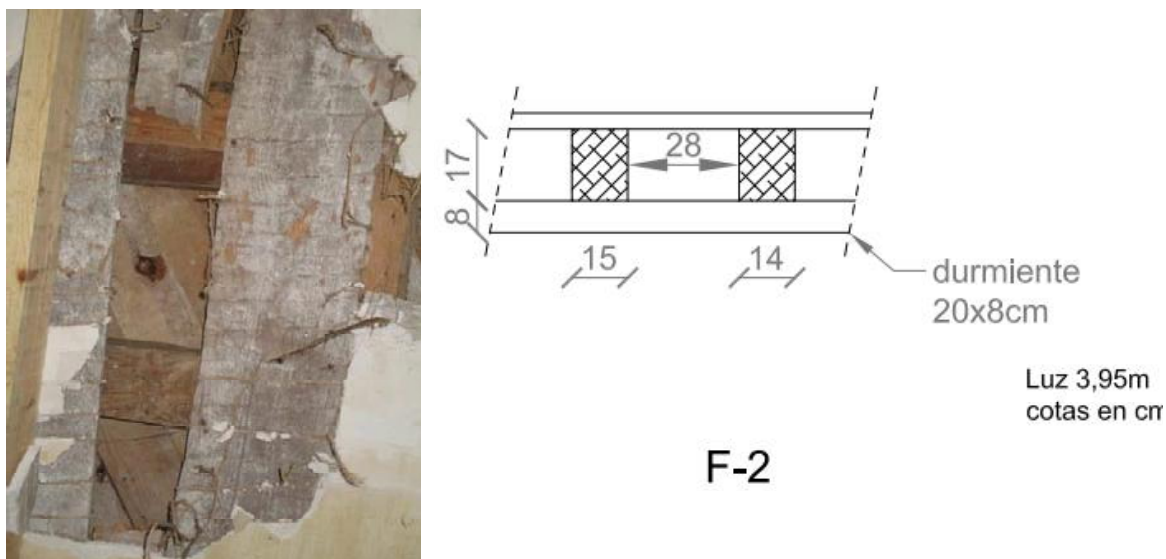 28
17
8
15
14
durmiente
20x8cm
Luz 3,95m
cotas en cm
F-2